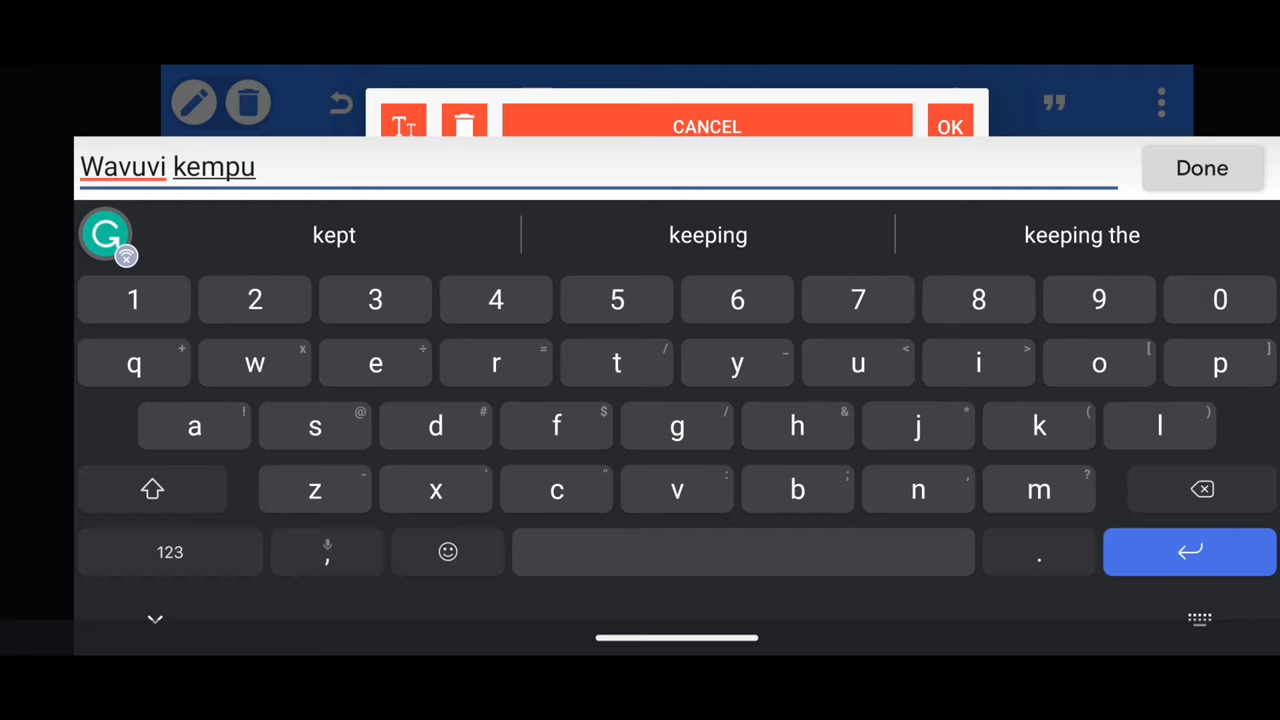 CANCEL
OK
Wavuvi kempu
Done
kept
keeping
keeping the
1 2 3 4 5 6 7 8 9 0
q + w x e ÷ r = t / y _ u < i > o [ p ]
a ! s @ d # f $ g / h & j * k ( l )
z - x ' c " v : b ; n , m ?
123 , .